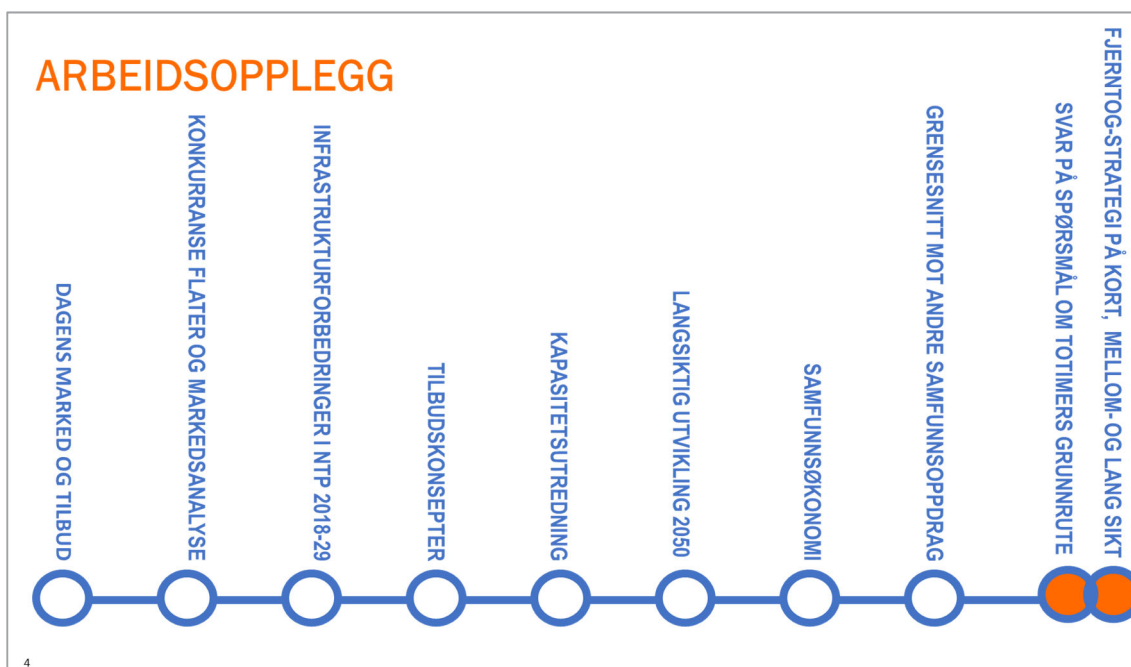 ARBEIDSOPPLEGG
DAGENS MARKED OG TILBUD
KONKURRANSE FLATER OG MARKEDSANALYSE
INFRASTRUKTURFORBEDRINGER I NTP 2018-29
TILBUDSKONSEPTER
KAPASITETSUTREDNING
LANGSIKTIG UTVIKLING 2050
SAMFUNNSØKONOMI
GRENSESNITT MOT ANDRE SAMFUNNSOPPDRAG
SVAR PÅ SPØRSMÅL OM TOTIMERS GRUNNRUTE
FJERNTOG-STRATEGI PÅ KORT, MELLOM- OG LANG SIKT
4